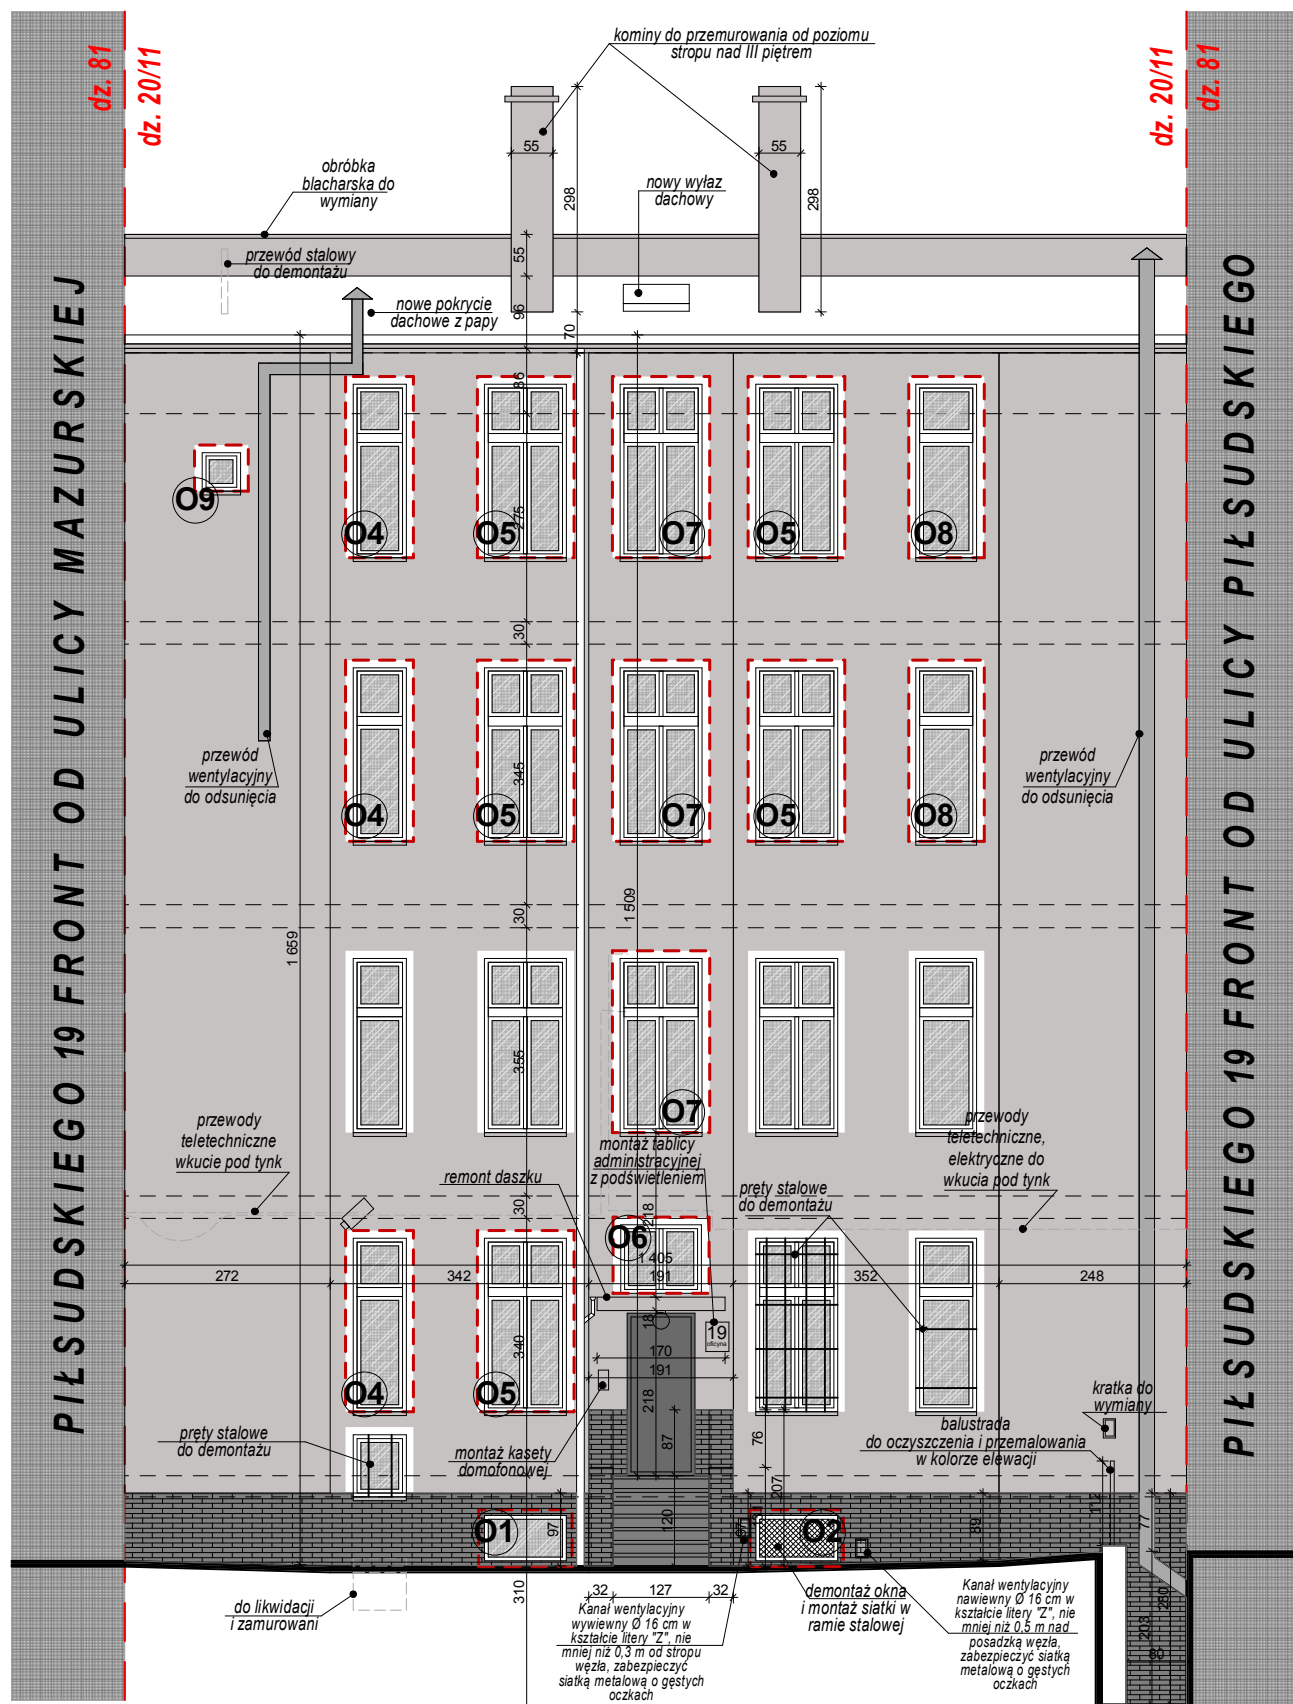 dz. 81
dz. 20/11
dz. 20/11
dz. 81
kominy do przemurowania od poziomu
stropu nad III piętrem
55
55
298
298
obróbka
blacharska do
wymiany
nowy wyłaz
dachowy
przewód stalowy
do demontażu
55
nowe pokrycie
dachowe z papy
96
70
86
PIŁSUDSKIEGO 19 FRONT OD ULICY MAZURSKIEJ
PIŁSUDSKIEGO 19 FRONT OD ULICY PIŁSUDSKIEGO
O9
O4
O5
275
O7
O5
O8
30
przewód
wentylacyjny
do odsunięcia
345
przewód
wentylacyjny
do odsunięcia
O4
O5
O7
O5
O8
30
1 509
1 659
355
O7
przewody
teletechniczne
wkucie pod tynk
montaż tablicy
administracyjnej
z podświetleniem
remont daszku
przewody
teletechniczne,
elektryczne do
wkucia pod tynk
pręty stalowe
do demontażu
30
218
O6
1 405
272
342
191
352
248
18
19
oficyna
340
170
191
O4
O5
218
kratka do
wymiany
balustrada
do oczyszczenia i przemalowania
w kolorze elewacji
pręty stalowe
do demontażu
montaż kasety
domofonowej
87
76
207
112
O1
97
120
97
O2
89
77
310
32
127
32
do likwidacji
i zamurowani
Kanał wentylacyjny
wywiewny Ø 16 cm w
kształcie litery "Z", nie
mniej niż 0,3 m od stropu
węzła, zabezpieczyć
siatką metalową o gęstych
oczkach
demontaż okna
i montaż siatki w
ramie stalowej
Kanał wentylacyjny
nawiewny Ø 16 cm w
kształcie litery "Z", nie
mniej niż 0,5 m nad
posadzką węzła,
zabezpieczyć siatką
metalową o gęstych
oczkach
203
280
80